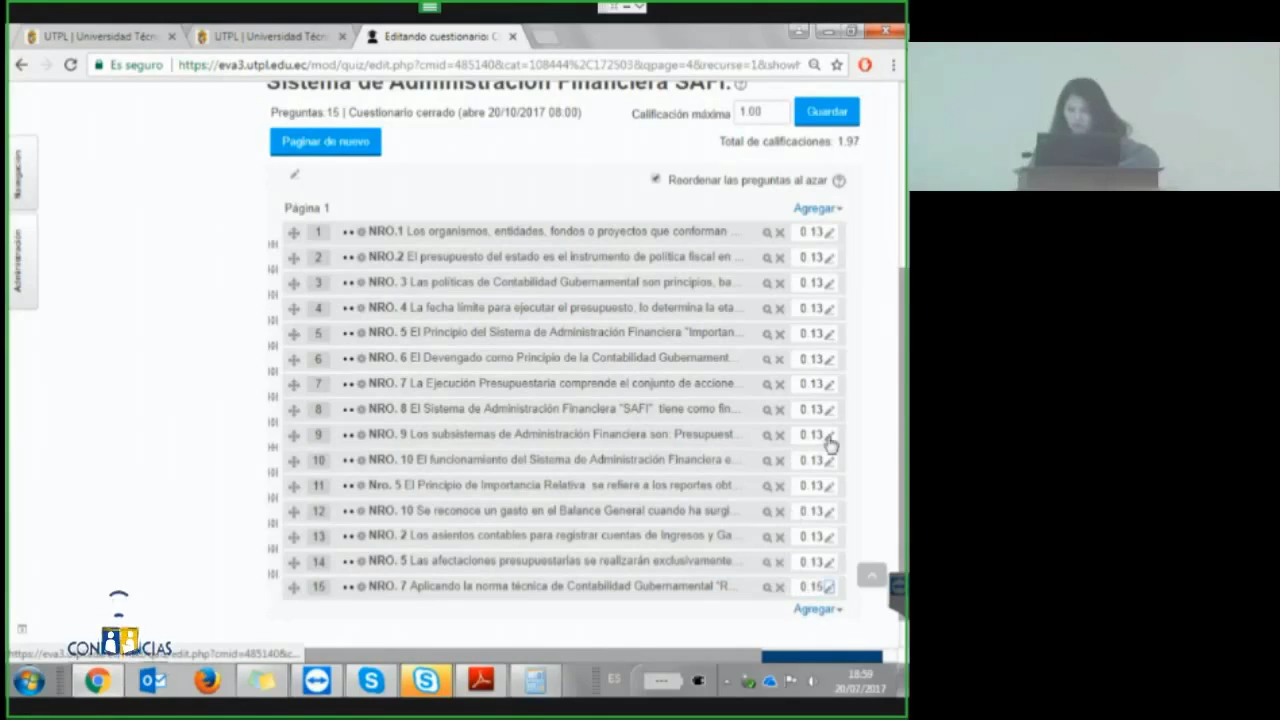 UTPL | Universidad Técn
UTPL | Universidad Técn
Editando cuestionario: C
Es seguro
https://eva3.utpl.edu.ec/mod/quiz/edit.php?cmid=485140&cat=108444%2C172503&qpage=4&recurse=1&showh
Navegación
Administración
Sistema de Administración Financiera SAFI.
Preguntas 15 | Cuestionario cerrado (abre 20/10/2017 08:00)
Calificación máxima 1.00 Guardar
Paginar de nuevo
Total de calificaciones: 1.97
Reordenar las preguntas al azar
Página 1
Agregar
1 NRO.1 Los organismos, entidades, fondos o proyectos que conforman ... 0.13
2 NRO.2 El presupuesto del estado es el instrumento de política fiscal en ... 0.13
3 NRO. 3 Las políticas de Contabilidad Gubernamental son principios, ba... 0.13
4 NRO. 4 La fecha límite para ejecutar el presupuesto, lo determina la eta... 0.13
5 NRO. 5 El Principio del Sistema de Administración Financiera "Importan... 0.13
6 NRO. 6 El Devengado como Principio de la Contabilidad Gubernament... 0.13
7 NRO. 7 La Ejecución Presupuestaria comprende el conjunto de accione... 0.13
8 NRO. 8 El Sistema de Administración Financiera "SAFI" tiene como fin... 0.13
9 NRO. 9 Los subsistemas de Administración Financiera son: Presupuest... 0.13
10 NRO. 10 El funcionamiento del Sistema de Administración Financiera e... 0.13
11 Nro. 5 El Principio de Importancia Relativa se refiere a los reportes obt... 0.13
12 NRO. 10 Se reconoce un gasto en el Balance General cuando ha surgi... 0.13
13 NRO. 2 Los asientos contables para registrar cuentas de Ingresos y Ga... 0.13
14 NRO. 5 Las afectaciones presupuestarias se realizarán exclusivamente... 0.13
15 NRO. 7 Aplicando la norma técnica de Contabilidad Gubernamental "R... 0.15
Agregar
CON CIAS
ES
18:59
20/07/2017